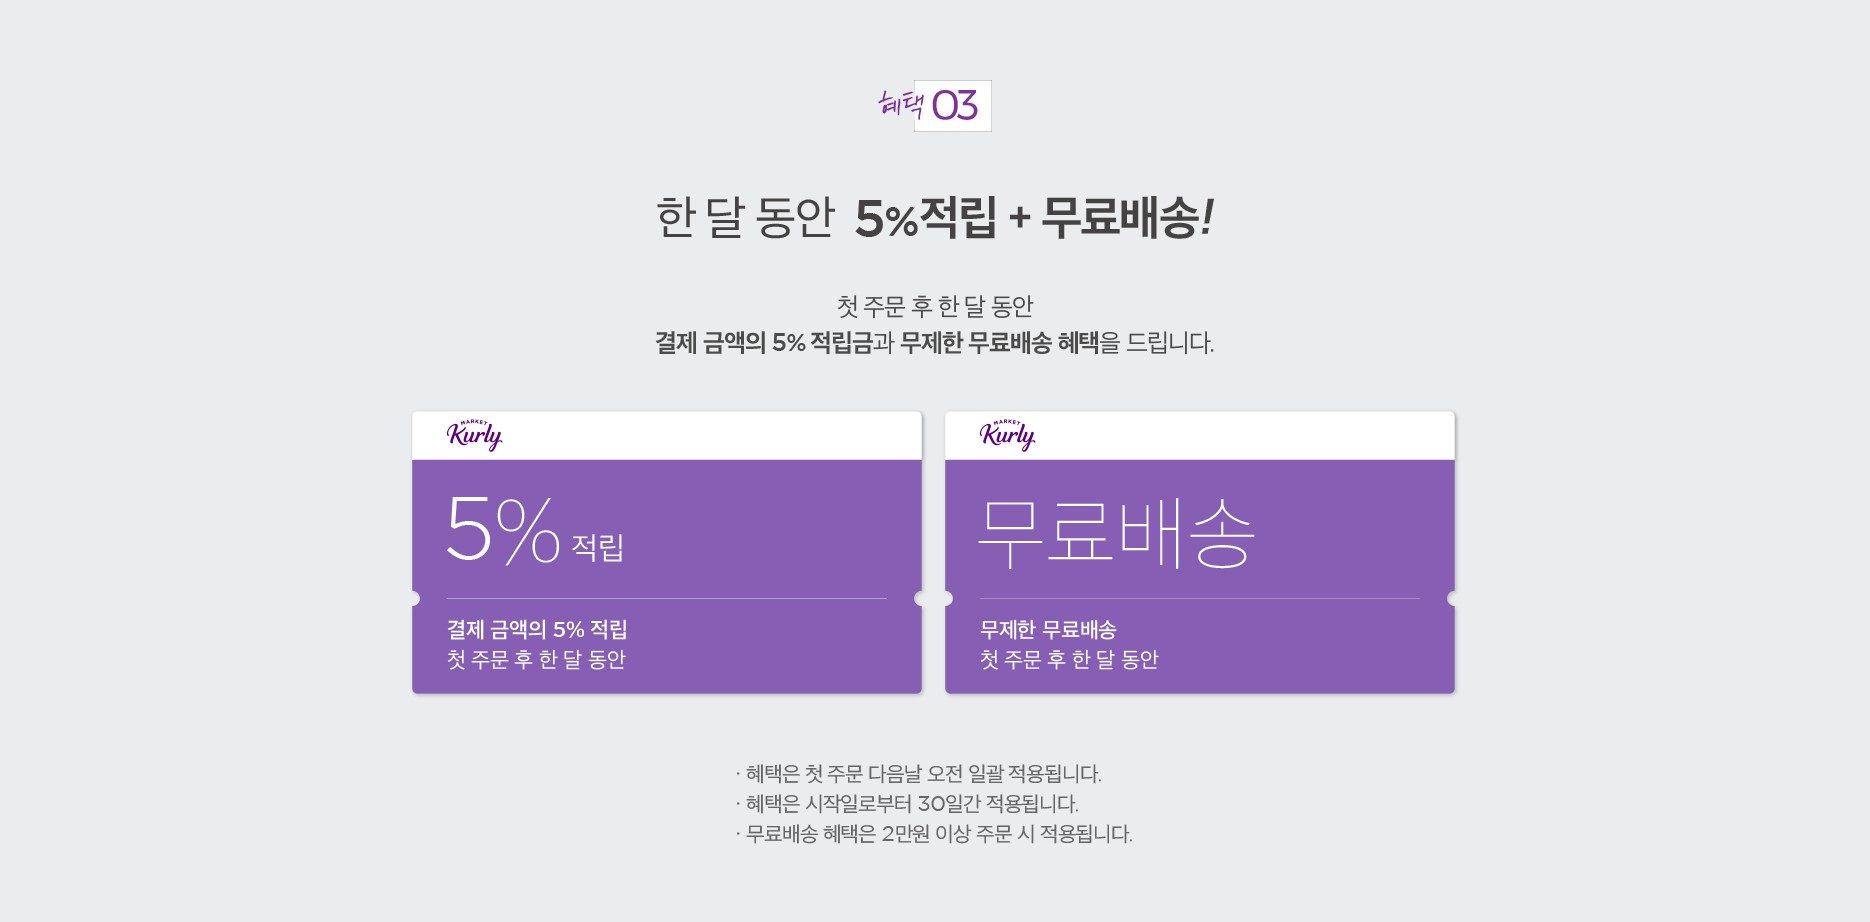 혜택 03
한 달 동안 5%적립 + 무료배송!
첫 주문 후 한 달 동안
결제 금액의 5% 적립금과 무제한 무료배송 혜택을 드립니다.
MARKET
Kurly
5% 적립
결제 금액의 5% 적립
첫 주문 후 한 달 동안
MARKET
Kurly
무료배송
무제한 무료배송
첫 주문 후 한 달 동안
· 혜택은 첫 주문 다음날 오전 일괄 적용됩니다.
· 혜택은 시작일로부터 30일간 적용됩니다.
· 무료배송 혜택은 2만원 이상 주문 시 적용됩니다.